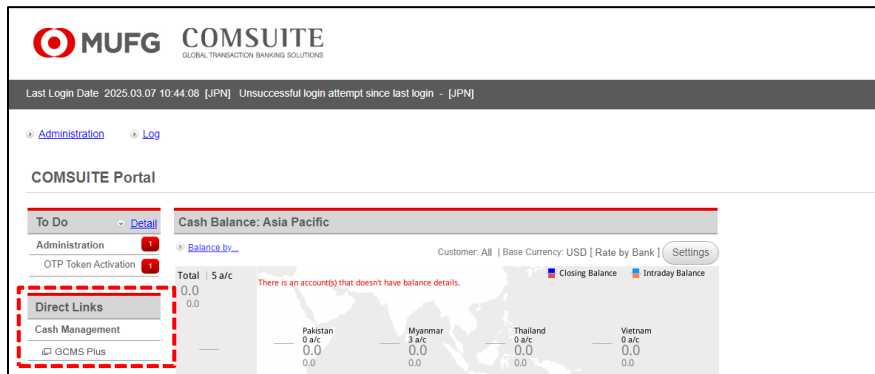 MUFG COMSUITE
GLOBAL TRANSACTION BANKING SOLUTIONS
Last Login Date 2025.03.07 10:44:08 [JPN] Unsuccessful login attempt since last login - [JPN]
Administration Log
COMSUITE Portal
To Do Detail
Administration 1
OTP Token Activation 1
Direct Links
Cash Management
GCMS Plus
Cash Balance: Asia Pacific
Balance by...
Customer: All | Base Currency: USD [ Rate by Bank ] Settings
Total | 5 a/c
0.0
0.0
There is an account(s) that doesn't have balance details.
Closing Balance Intraday Balance
Pakistan
0 a/c
0.0
0.0
Myanmar
3 a/c
0.0
0.0
Thailand
0 a/c
0.0
0.0
Vietnam
0 a/c
0.0
0.0